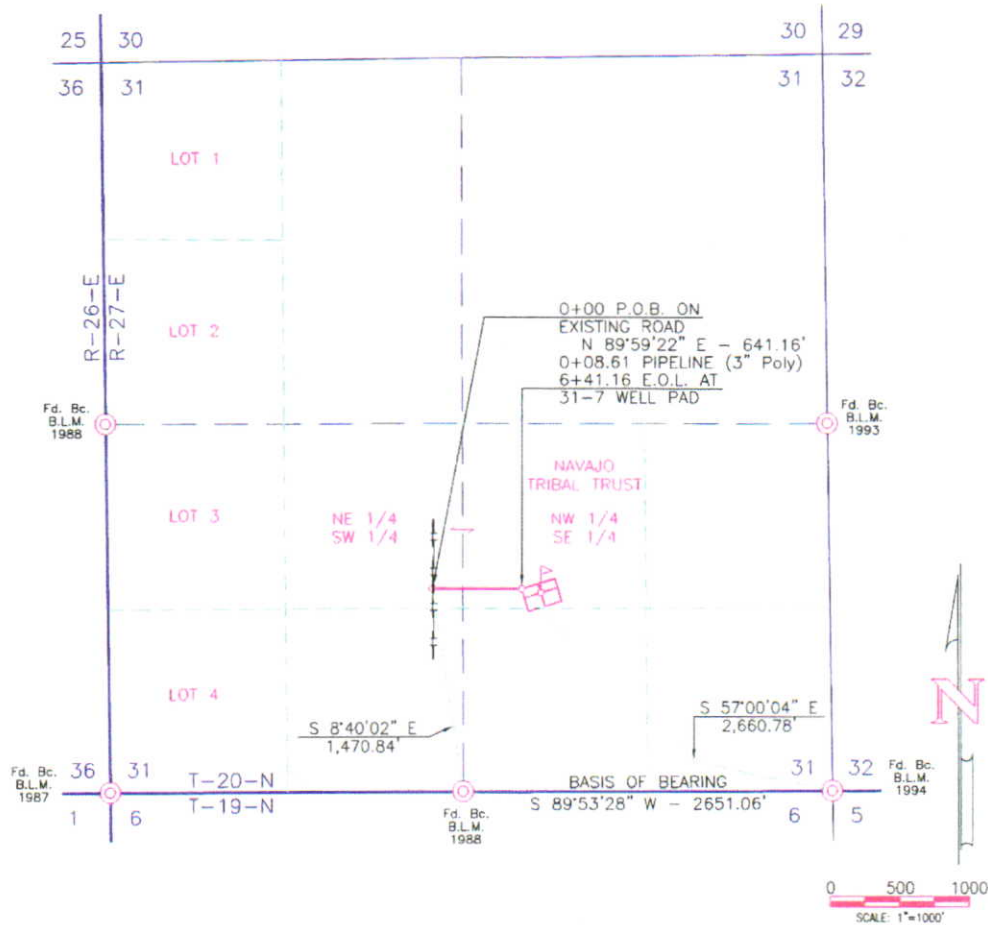 25 30
30 29
36 31
31 32
LOT 1
R-26-E
R-27-E
LOT 2
0+00 P.O.B. ON
EXISTING ROAD
N 89°59'22" E - 641.16'
0+08.61 PIPELINE (3" Poly)
6+41.16 E.O.L. AT
31-7 WELL PAD
Fd. Bc.
B.L.M.
1988
Fd. Bc.
B.L.M.
1993
NAVAJO
TRIBAL TRUST
LOT 3
NE 1/4
SW 1/4
NW 1/4
SE 1/4
LOT 4
S 8°40'02" E
1,470.84'
S 57°00'04" E
2,660.78'
N
Fd. Bc.
B.L.M.
1987
36 31
T-20-N
T-19-N
1 6
BASIS OF BEARING
S 89°53'28" W - 2651.06'
31 32
6 5
Fd. Bc.
B.L.M.
1994
Fd. Bc.
B.L.M.
1988
0 500 1000
SCALE: 1"=1000'